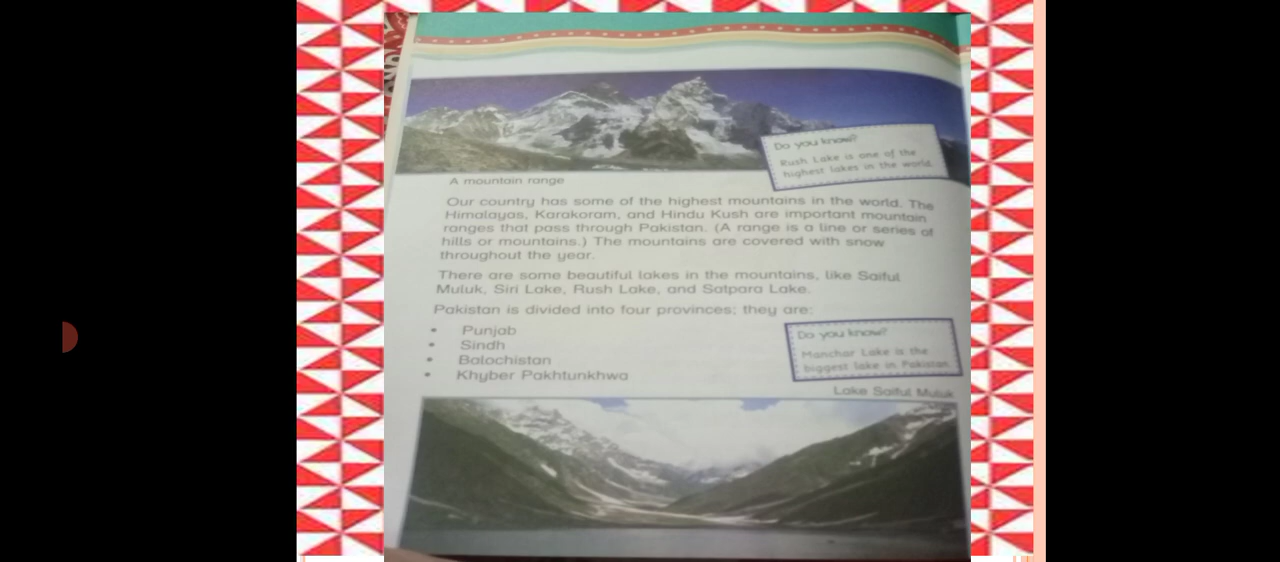 Do you know?
Rush Lake is one of the
highest lakes in the world.
A mountain range
Our country has some of the highest mountains in the world. The
Himalayas, Karakoram, and Hindu Kush are important mountain
ranges that pass through Pakistan. (A range is a line or series of
hills or mountains.) The mountains are covered with snow
throughout the year.
There are some beautiful lakes in the mountains, like Saiful
Muluk, Siri Lake, Rush Lake, and Satpara Lake.
Pakistan is divided into four provinces; they are:
• Punjab
• Sindh
• Balochistan
• Khyber Pakhtunkhwa
Do you know?
Manchar Lake is the
biggest lake in Pakistan.
Lake Saiful Muluk